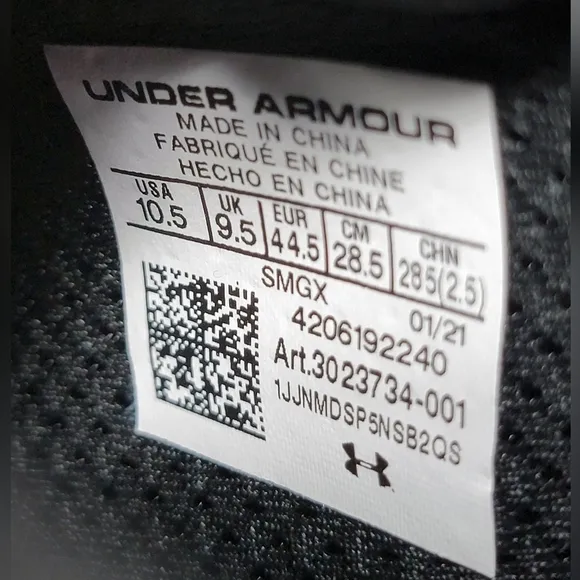 UNDER ARMOUR
MADE IN CHINA
FABRIQUÉ EN CHINE
HECHO EN CHINA
USA UK EUR CM CHN
10.5 9.5 44.5 28.5 285(2.5)
SMGX 01/21
4206192240
Art.3023734-001
1JJNMDSP5NSB2QS